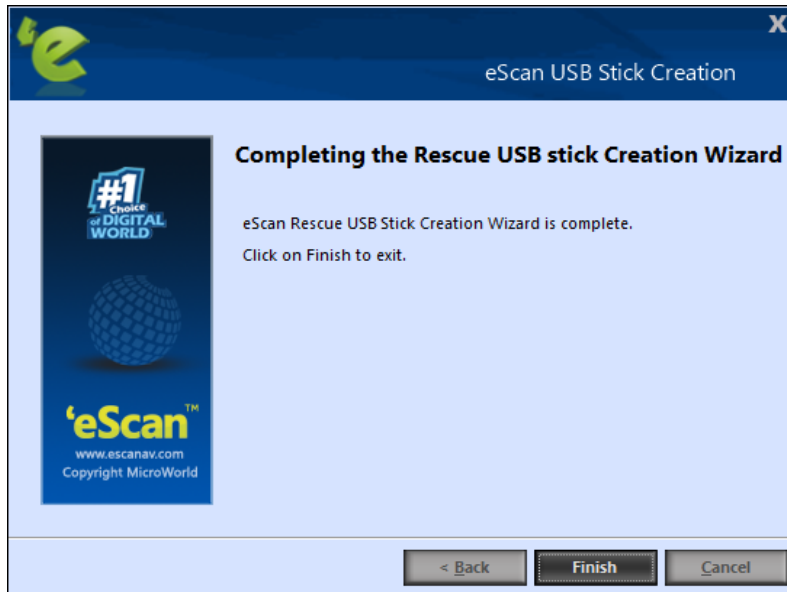 X
eScan USB Stick Creation
#1
Choice
of DIGITAL
WORLD
Completing the Rescue USB stick Creation Wizard
eScan Rescue USB Stick Creation Wizard is complete.
Click on Finish to exit.
'eScan™
www.escanav.com
Copyright MicroWorld
< Back
Finish
Cancel